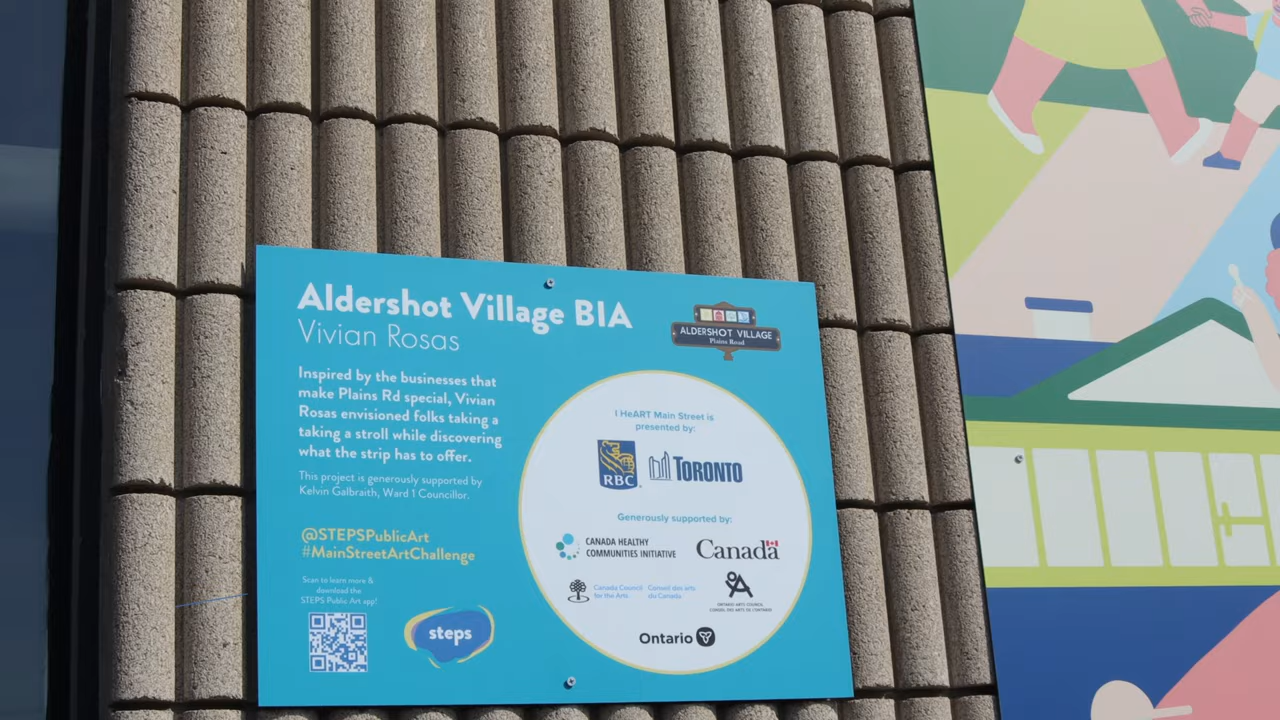 Aldershot Village BIA
Vivian Rosas
ALDERSHOT VILLAGE
Plains Road
Inspired by the businesses that
make Plains Rd special, Vivian
Rosas envisioned folks taking a
taking a stroll while discovering
what the strip has to offer.
This project is generously supported by
Kelvin Galbraith, Ward 1 Councillor.
@STEPSPublicArt
#MainStreetArtChallenge
Scan to learn more &
download the
STEPS Public Art app!
steps
I HeART Main Street is
presented by:
RBC
TORONTO
Generously supported by:
CANADA HEALTHY
COMMUNITIES INITIATIVE
Canada
Canada Council Conseil des arts
for the Arts du Canada
ONTARIO ARTS COUNCIL
CONSEIL DES ARTS DE L'ONTARIO
Ontario